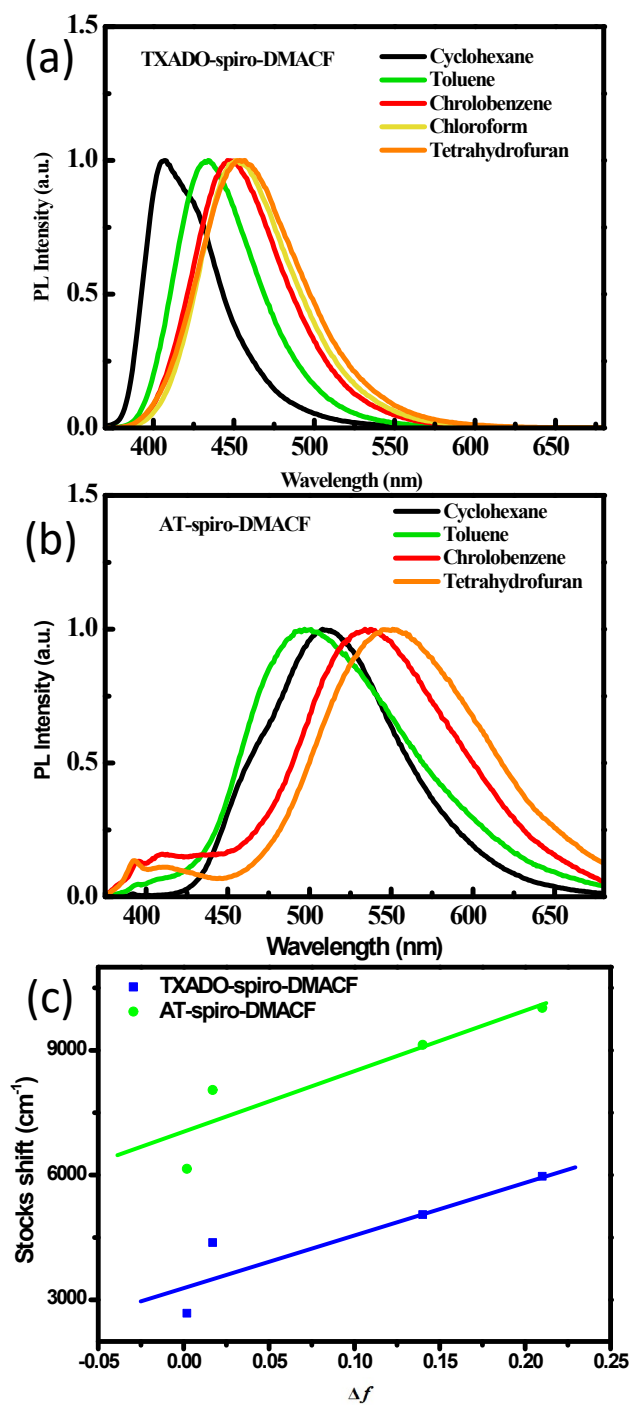 (a)
TXADO-spiro-DMACF
Cyclohexane
Toluene
Chrolobenzene
Chloroform
Tetrahydrofuran
PL Intensity (a.u.)
1.5
1.0
0.5
0.0
400 450 500 550 600 650
Wavelength (nm)
(b)
AT-spiro-DMACF
Cyclohexane
Toluene
Chrolobenzene
Tetrahydrofuran
PL Intensity (a.u.)
1.5
1.0
0.5
0.0
400 450 500 550 600 650
Wavelength (nm)
(c)
TXADO-spiro-DMACF
AT-spiro-DMACF
Stocks shift (cm⁻¹)
9000
6000
3000
-0.05 0.00 0.05 0.10 0.15 0.20 0.25
Δf